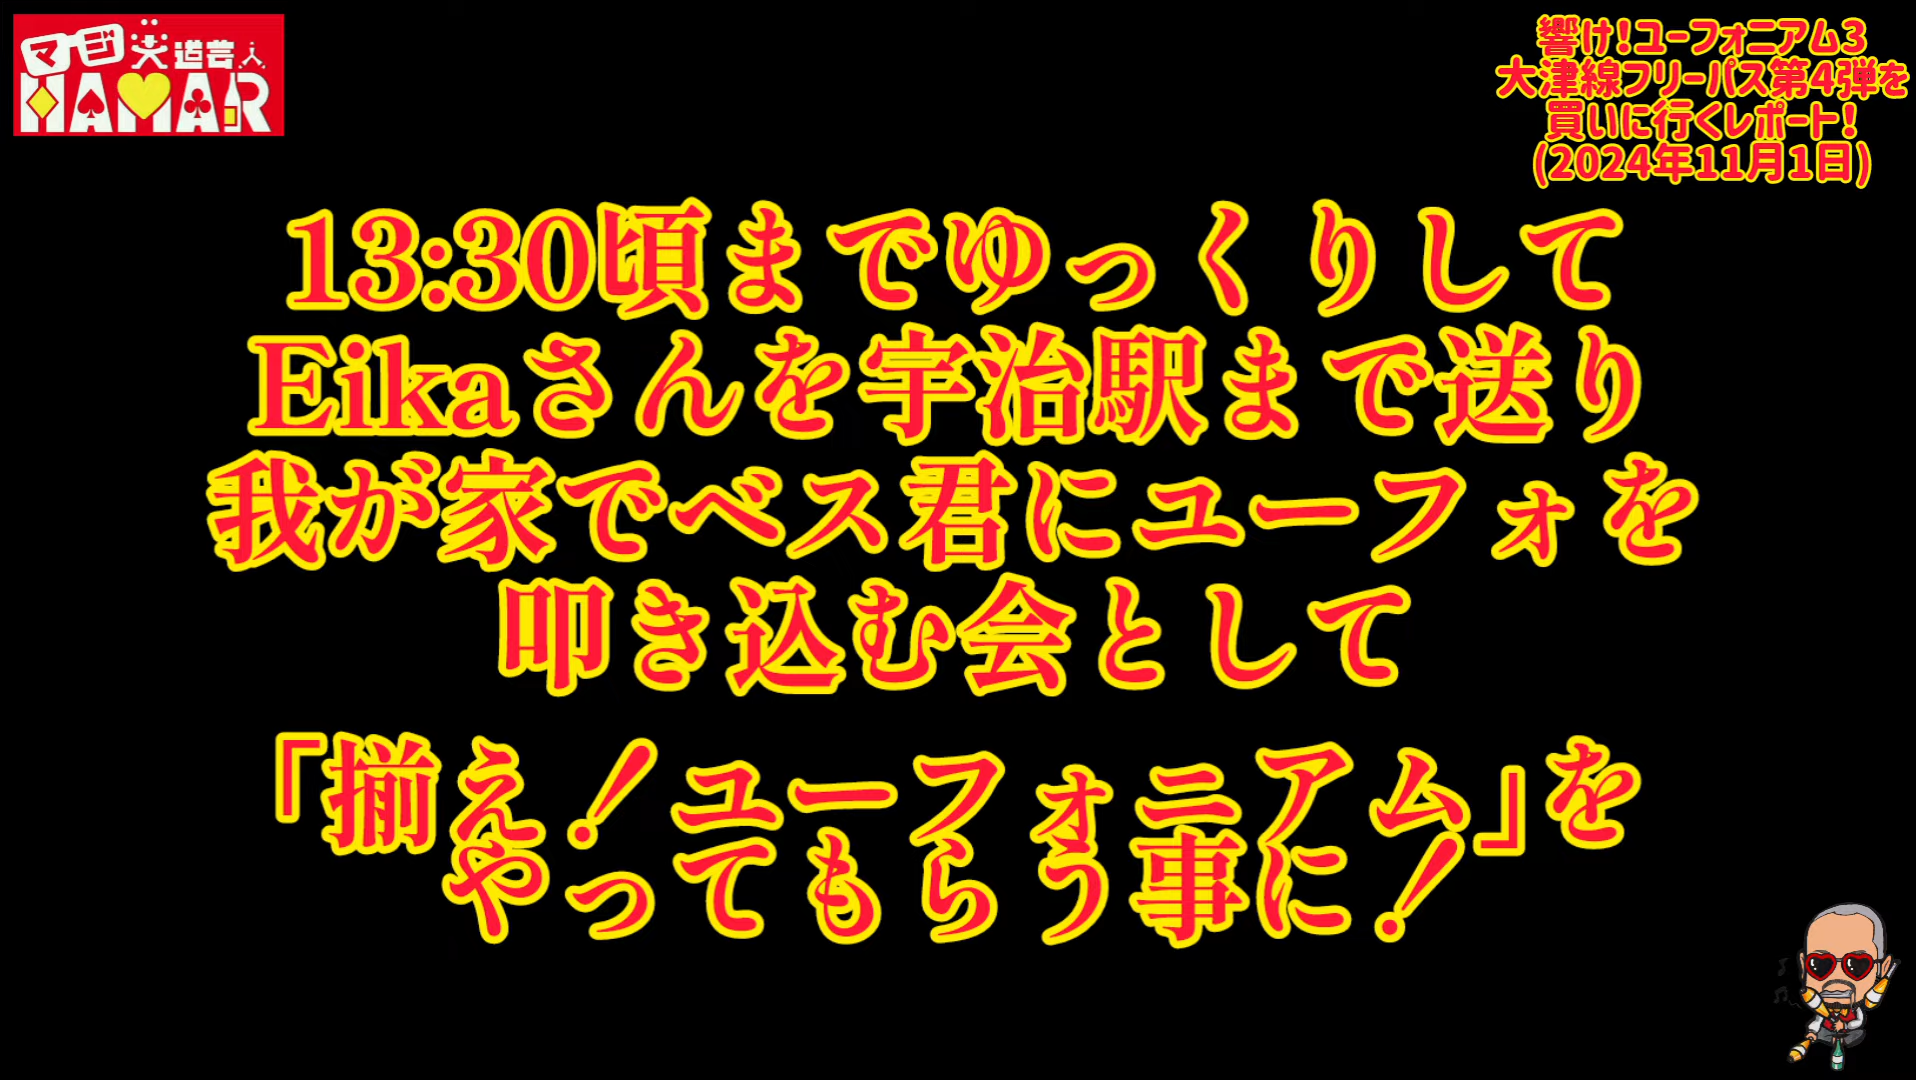 マジ大道芸人
HAMAR
響け!ユーフォニアム3
大津線フリーパス第4弾を
買いに行くレポート!
(2024年11月1日)
13:30頃までゆっくりして
Eikaさんを宇治駅まで送り
我が家でベス君にユーフォを
叩き込む会として
「揃え!ユーフォニアム」を
やってもらう事に!